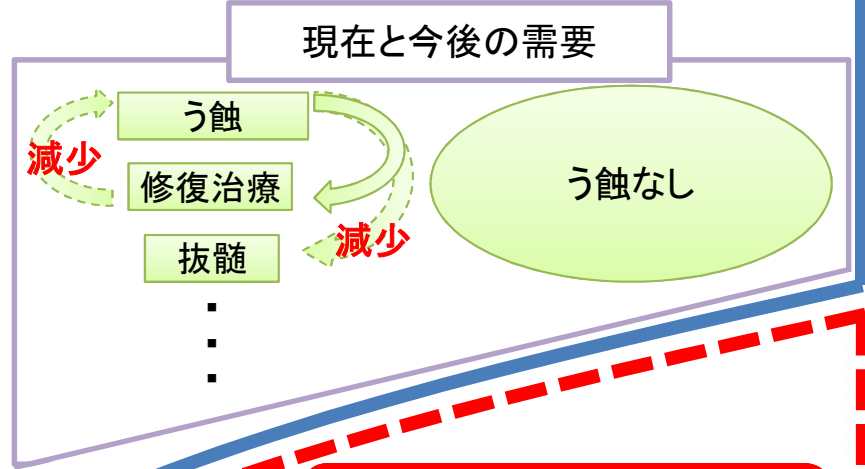 現在と今後の需要
う蝕
減少
修復治療
減少
抜髄
・
・
・
う蝕なし